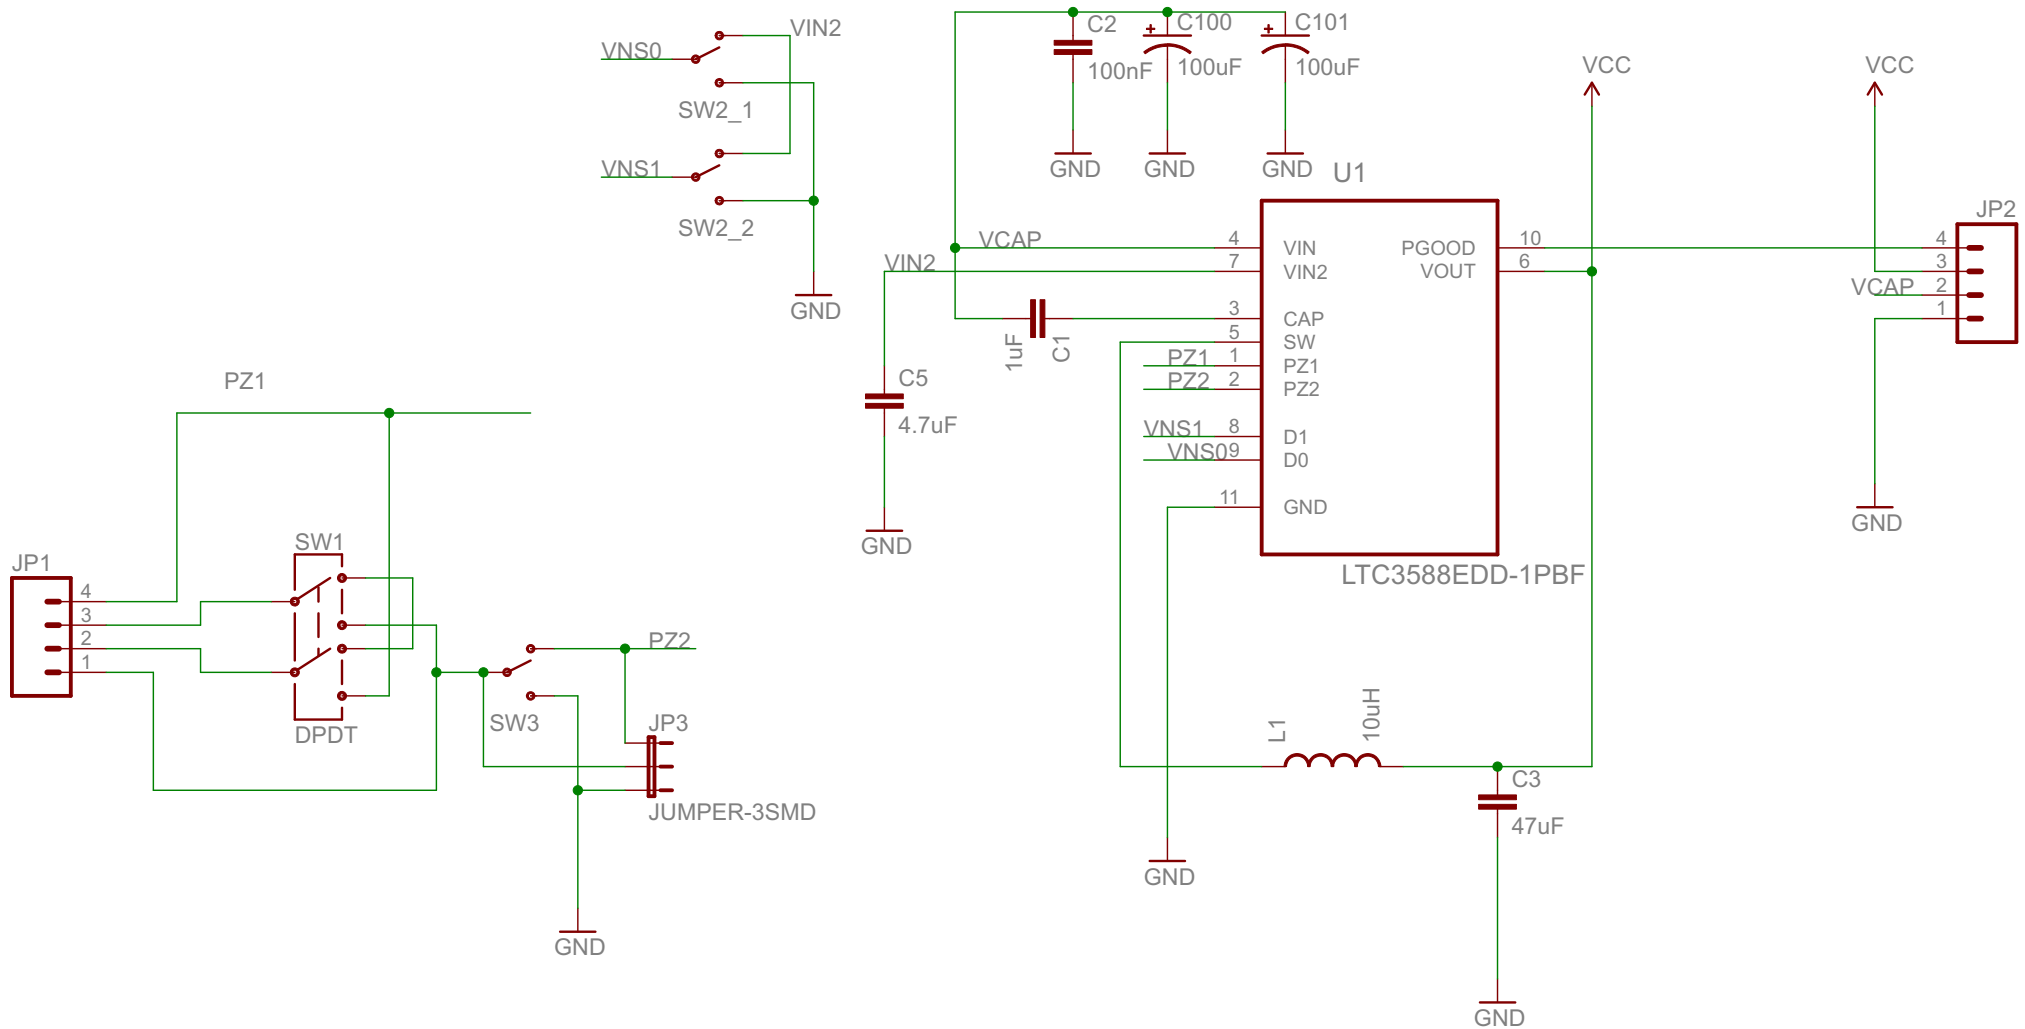 VNS0
VIN2
SW2_1
VNS1
SW2_2
GND
C2
100nF
GND
C100
100uF
GND
C101
100uF
GND
VCC
VCC
U1
VCAP
4
VIN
VIN2
7
VIN2
3
CAP
5
SW
PZ1
1
PZ1
PZ2
2
PZ2
VNS1
8
D1
VNS0
9
D0
11
GND
PGOOD
10
VOUT
6
LTC3588EDD-1PBF
1uF
C1
C5
4.7uF
GND
JP2
4
3
VCAP
2
1
GND
PZ1
SW1
DPDT
JP1
4
3
2
1
SW3
PZ2
JP3
JUMPER-3SMD
GND
L1
10uH
C3
47uF
GND
GND